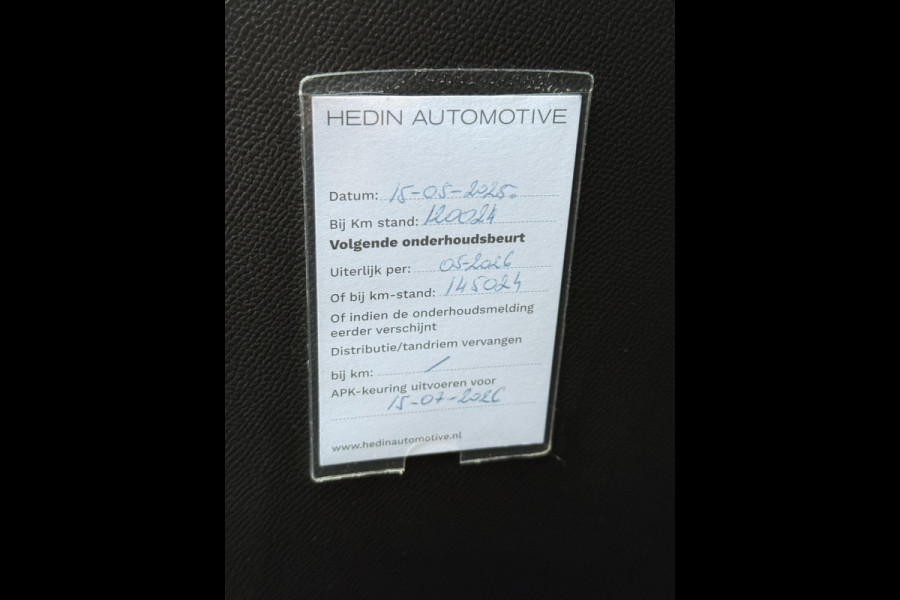 HEDIN AUTOMOTIVE
Datum: 15-05-2025.
Bij Km stand: 120024
Volgende onderhoudsbeurt
Uiterlijk per: 05-2026
Of bij km-stand: 145024
Of indien de onderhoudsmelding
eerder verschijnt
Distributie/tandriem vervangen
bij km: /
APK-keuring uitvoeren voor
15-07-2026
www.hedinautomotive.nl